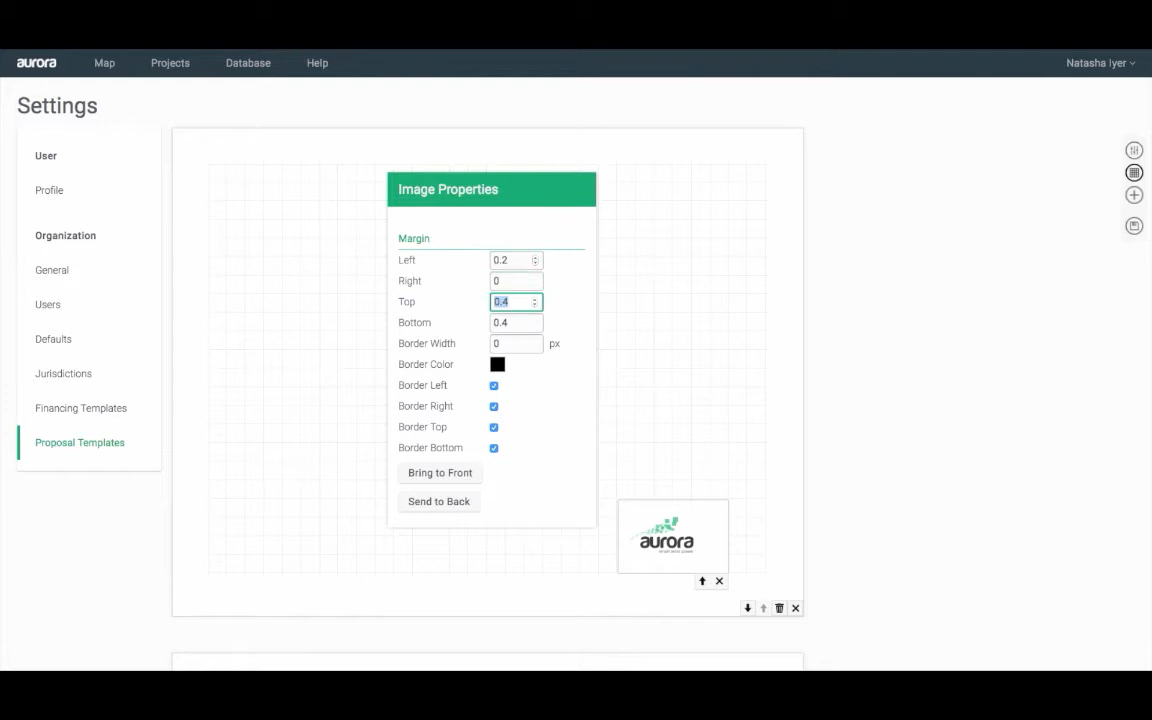 aurora Map Projects Database Help Natasha Iyer
Settings
User
Profile
Organization
General
Users
Defaults
Jurisdictions
Financing Templates
Proposal Templates
Image Properties
Margin
Left 0.2
Right 0
Top 0.4
Bottom 0.4
Border Width 0 px
Border Color
Border Left
Border Right
Border Top
Border Bottom
Bring to Front
Send to Back
aurora